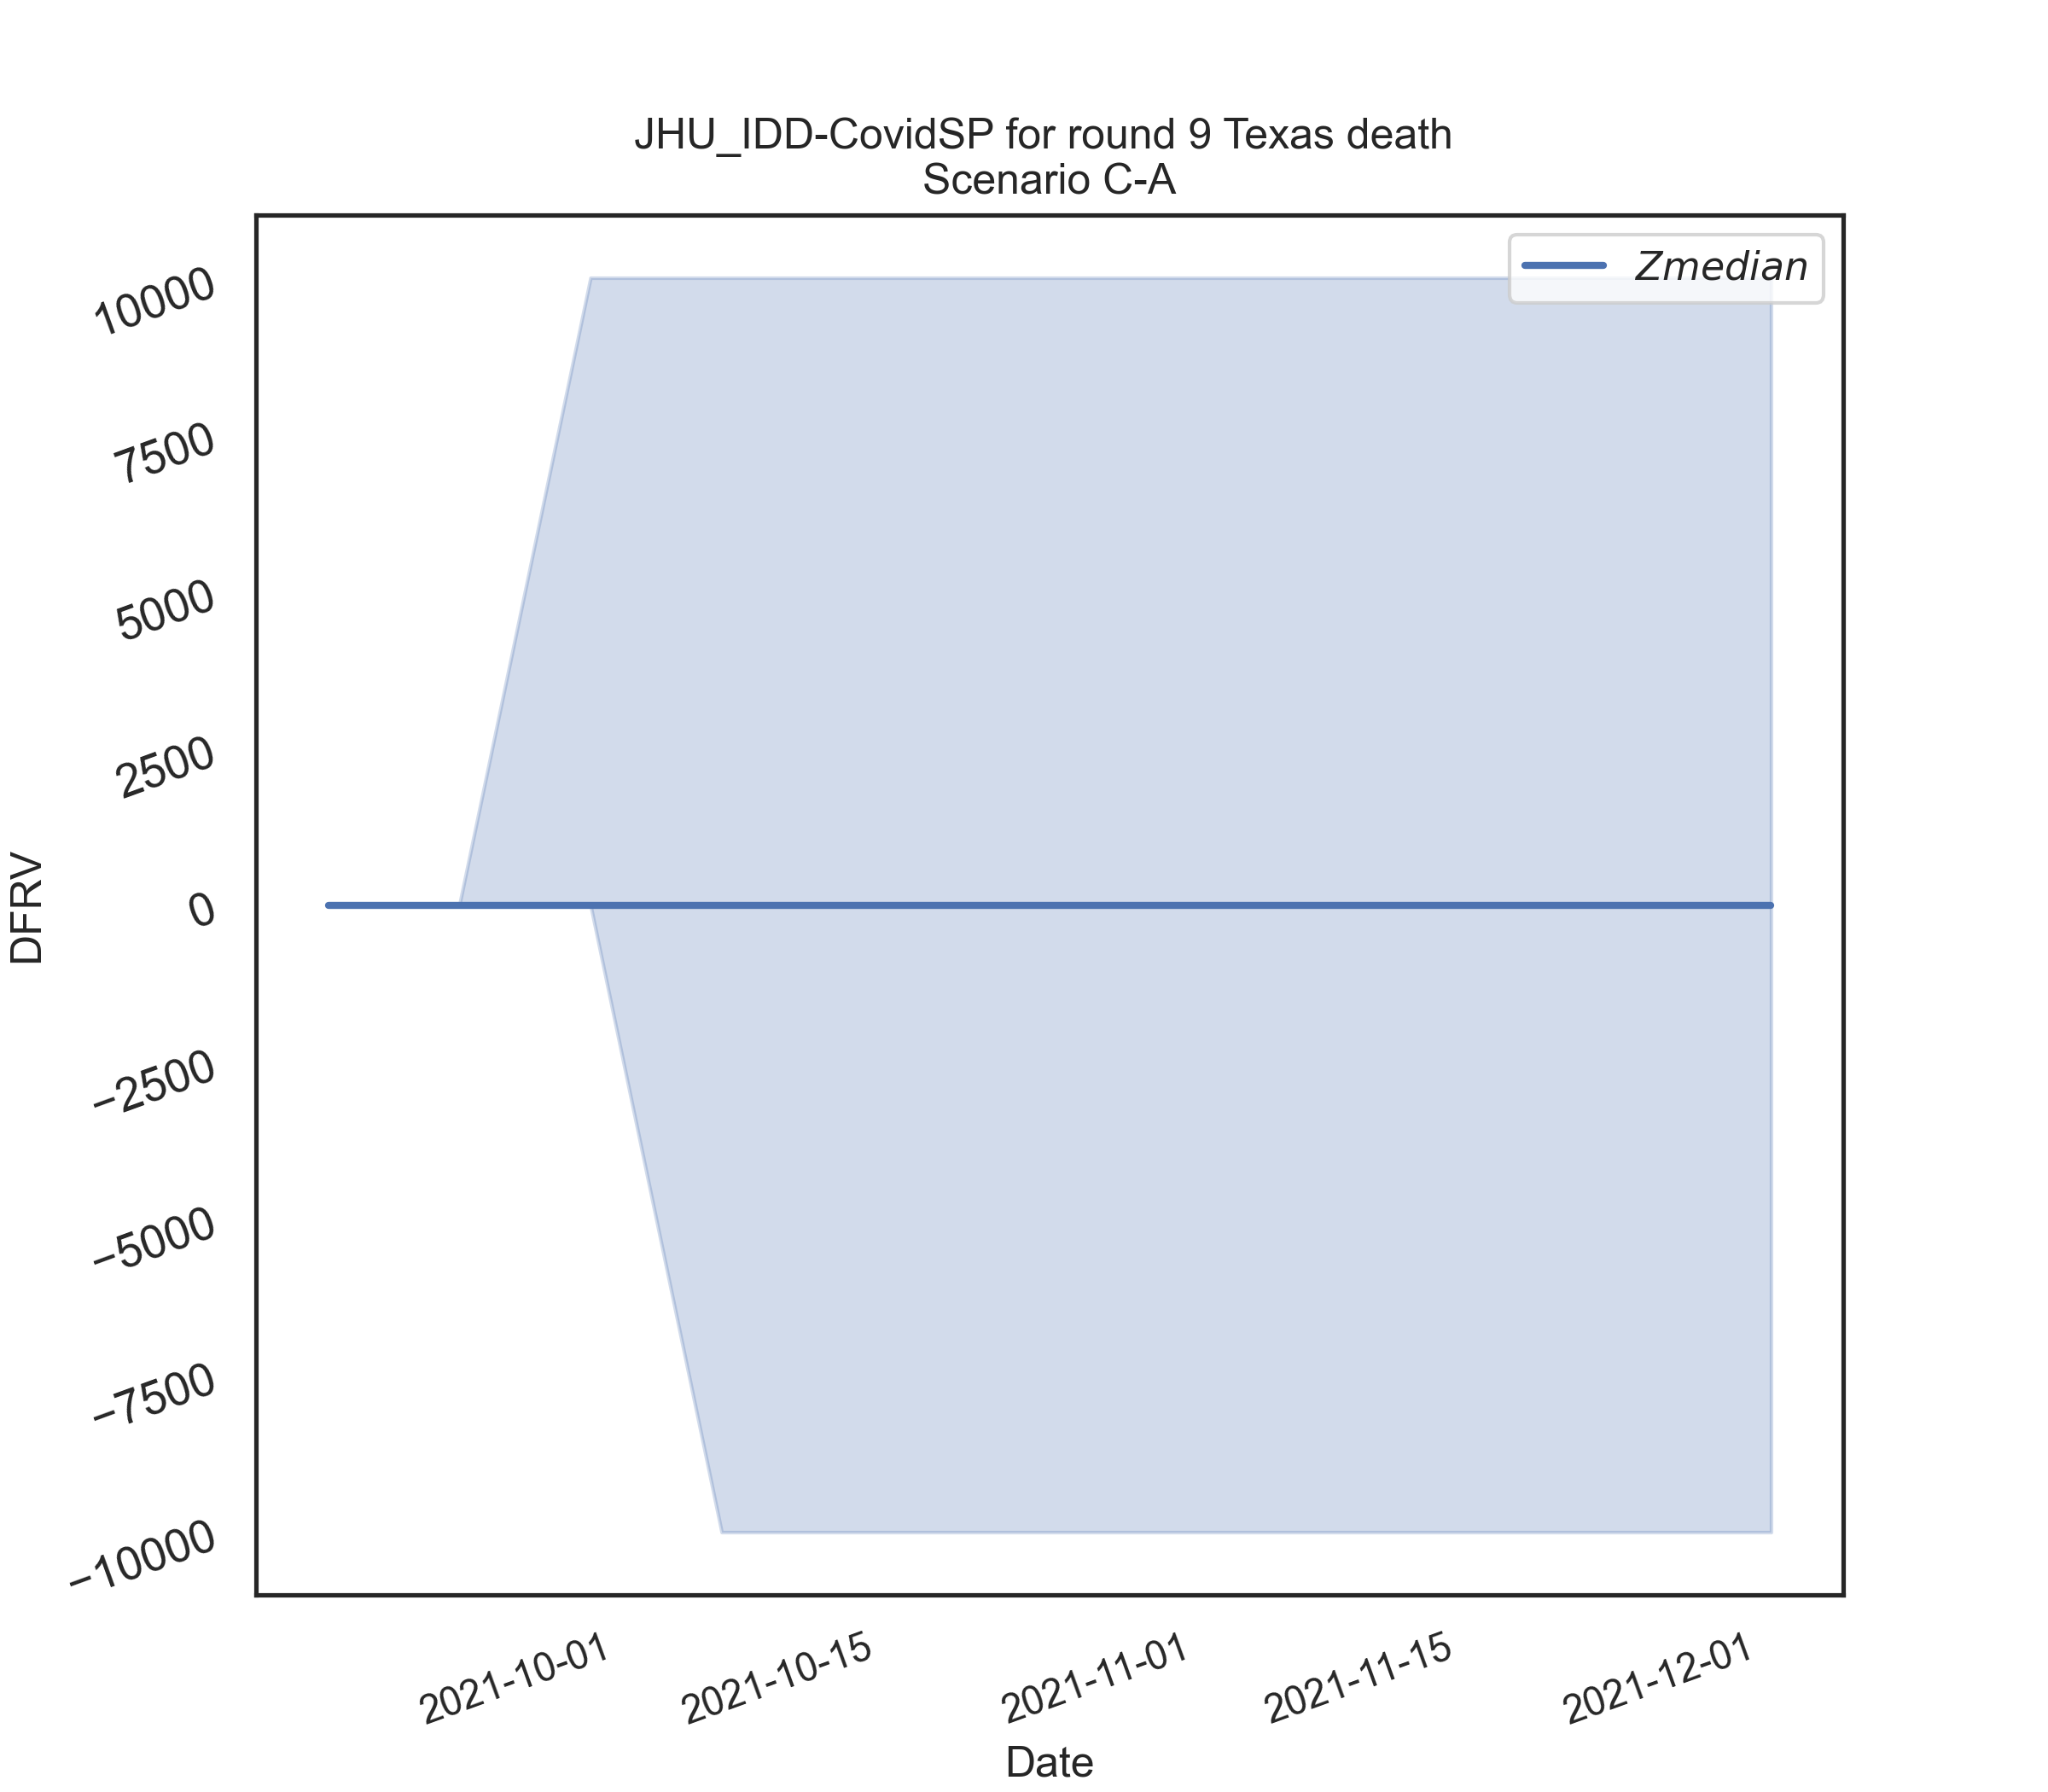 JHU_IDD-CovidSP for round 9 Texas death
Scenario C-A
Zmedian
10000
7500
5000
2500
0
−2500
−5000
−7500
−10000
DFRV
2021-10-01
2021-10-15
2021-11-01
2021-11-15
2021-12-01
Date